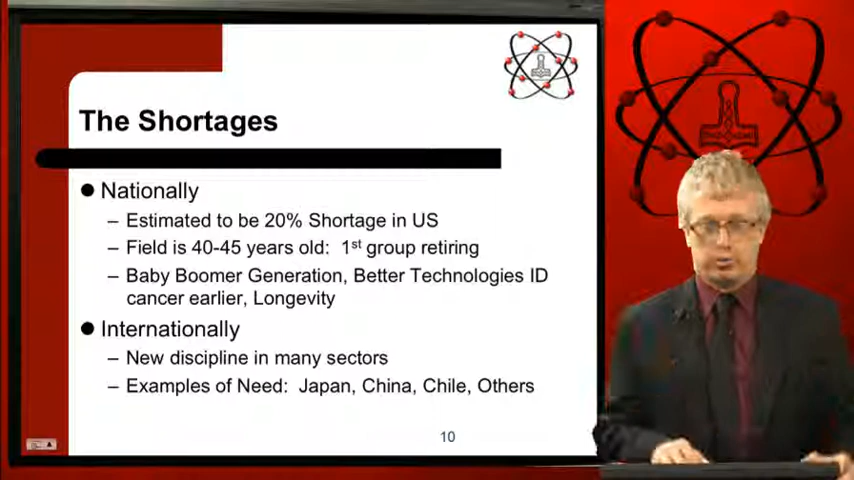 The Shortages
● Nationally
– Estimated to be 20% Shortage in US
– Field is 40-45 years old: 1st group retiring
– Baby Boomer Generation, Better Technologies ID
cancer earlier, Longevity
● Internationally
– New discipline in many sectors
– Examples of Need: Japan, China, Chile, Others
10